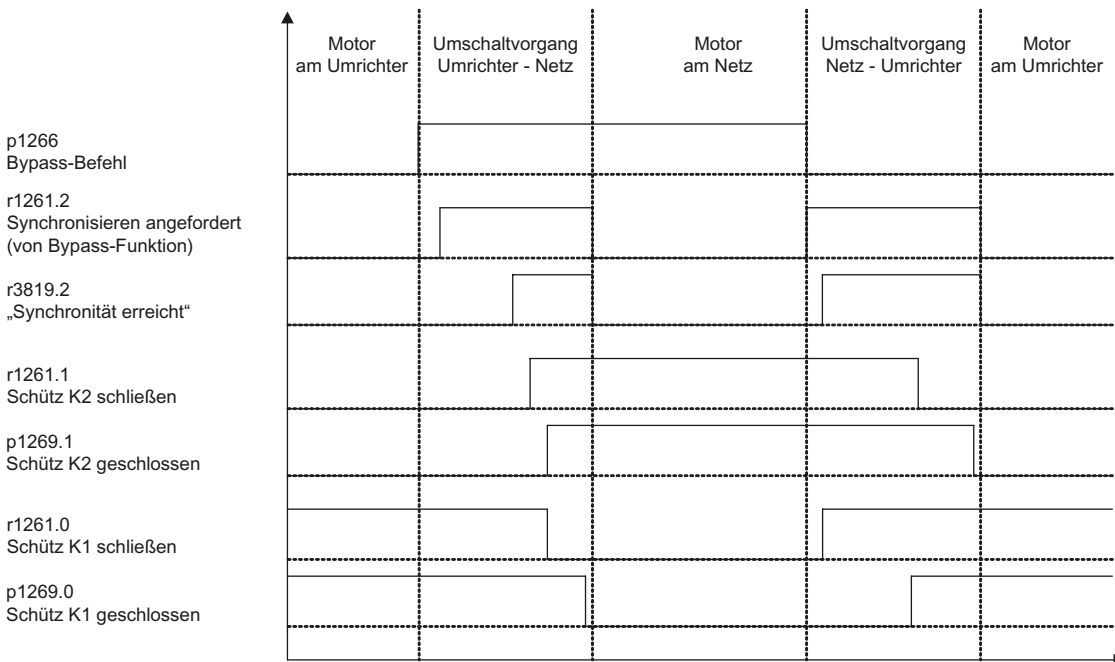 Motor
am Umrichter
Umschaltvorgang
Umrichter - Netz
Motor
am Netz
Umschaltvorgang
Netz - Umrichter
Motor
am Umrichter
p1266
Bypass-Befehl
r1261.2
Synchronisieren angefordert
(von Bypass-Funktion)
r3819.2
„Synchronität erreicht“
r1261.1
Schütz K2 schließen
p1269.1
Schütz K2 geschlossen
r1261.0
Schütz K1 schließen
p1269.0
Schütz K1 geschlossen